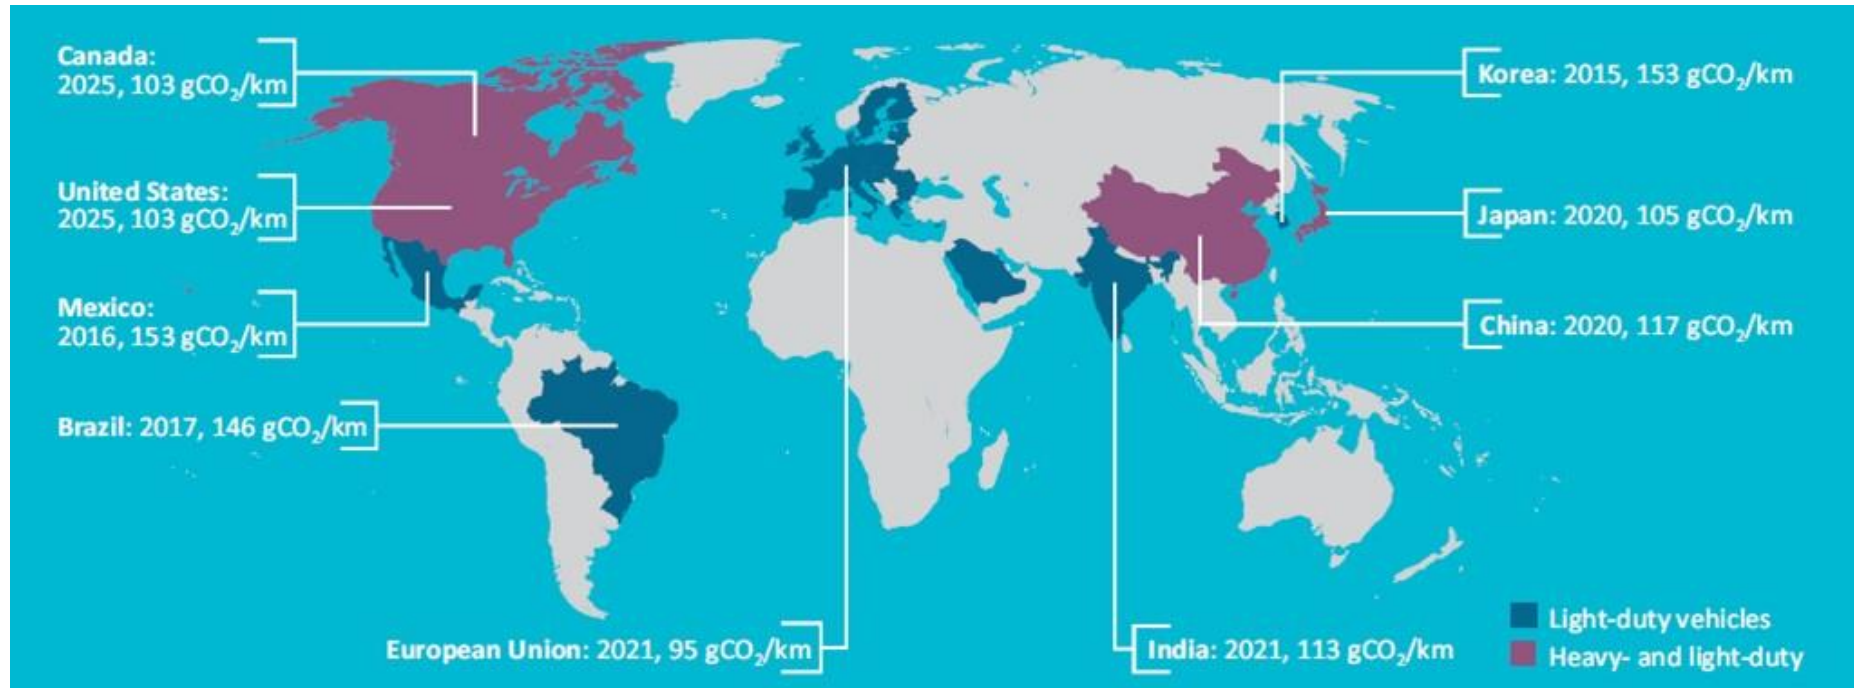 Canada:
2025, 103 gCO₂/km
United States:
2025, 103 gCO₂/km
Mexico:
2016, 153 gCO₂/km
Brazil: 2017, 146 gCO₂/km
European Union: 2021, 95 gCO₂/km
Korea: 2015, 153 gCO₂/km
Japan: 2020, 105 gCO₂/km
China: 2020, 117 gCO₂/km
India: 2021, 113 gCO₂/km
Light-duty vehicles
Heavy- and light-duty